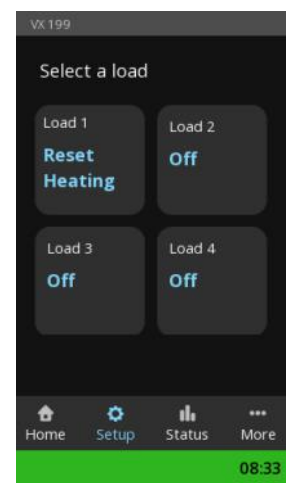 VX 199
Select a load
Load 1
Reset
Heating
Load 2
Off
Load 3
Off
Load 4
Off
Home Setup Status More
08:33